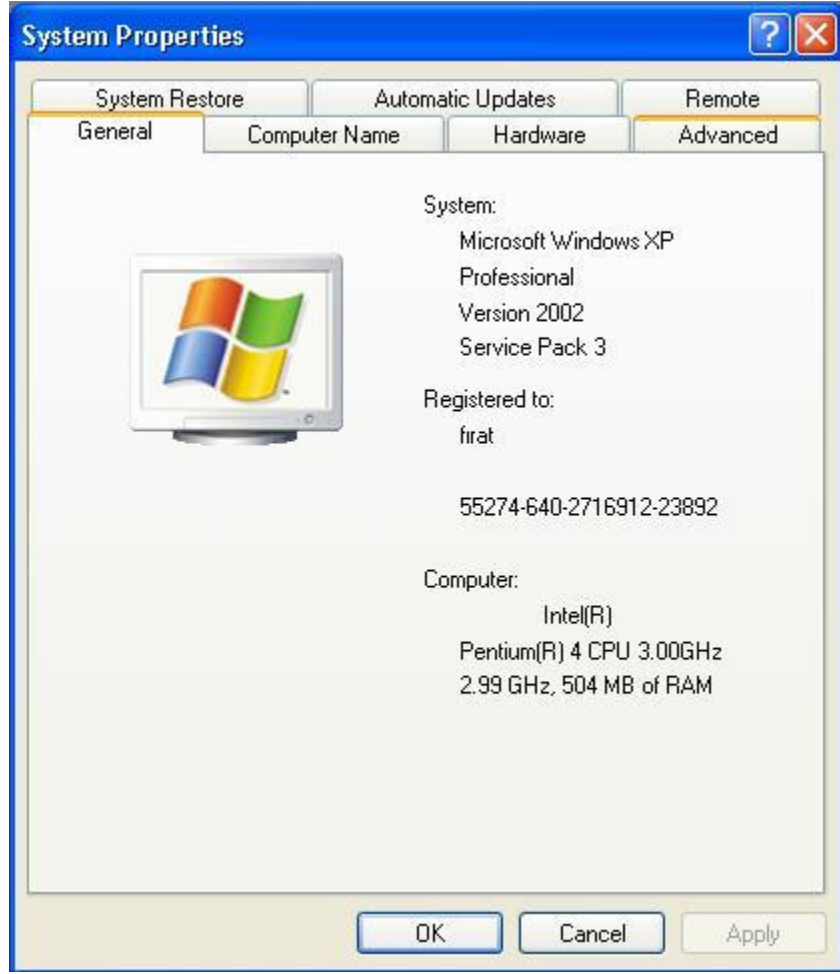 System Properties
System Restore
Automatic Updates
Remote
General
Computer Name
Hardware
Advanced
System:
Microsoft Windows XP
Professional
Version 2002
Service Pack 3
Registered to:
fırat
55274-640-2716912-23892
Computer:
Intel(R)
Pentium(R) 4 CPU 3.00GHz
2.99 GHz, 504 MB of RAM
OK
Cancel
Apply